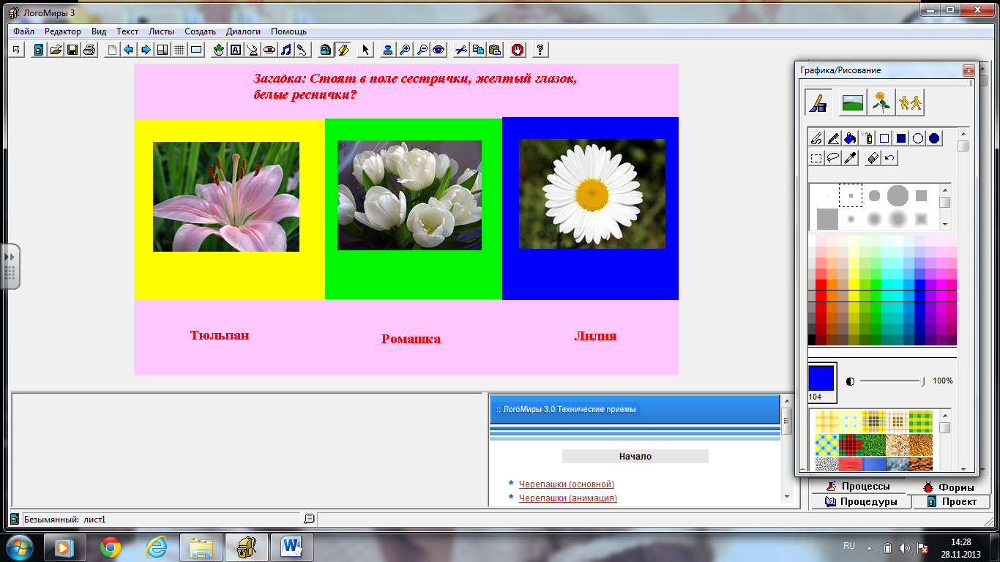 ЛогоМиры 3
Файл Редактор Вид Текст Листы Создать Диалоги Помощь
Загадка: Стоят в поле сестрички, желтый глазок,
белые реснички?
Тюльпан
Ромашка
Лилия
Графика/Рисование
100%
104
:: ЛогоМиры 3.0 Технические приемы
Начало
Черепашки (основной)
Черепашки (анимация)
Процессы
Формы
Процедуры
Проект
Безымянный: лист1
RU
14:28
28.11.2013